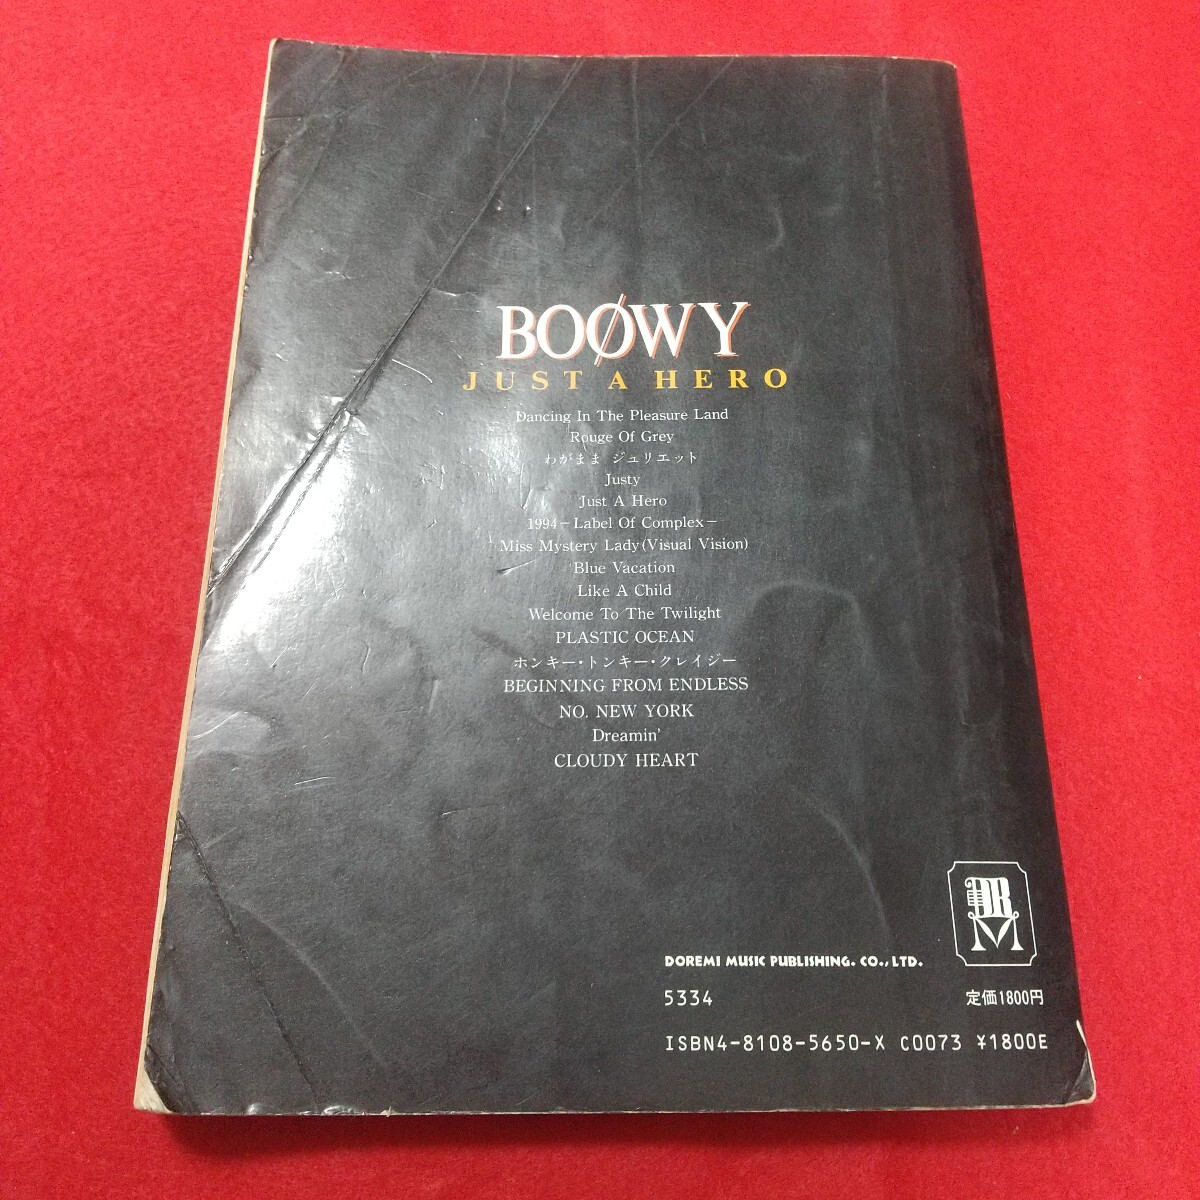 BOØWY
JUST A HERO
Dancing In The Pleasure Land
Rouge Of Grey
わがまま ジュリエット
Justy
Just A Hero
1994-Label Of Complex-
Miss Mystery Lady(Visual Vision)
Blue Vacation
Like A Child
Welcome To The Twilight
PLASTIC OCEAN
ホンキー・トンキー・クレイジー
BEGINNING FROM ENDLESS
NO. NEW YORK
Dreamin'
CLOUDY HEART
DRM
DOREMI MUSIC PUBLISHING. CO., LTD.
5334 定価1800円
ISBN4-8108-5650-X C0073 ¥1800E